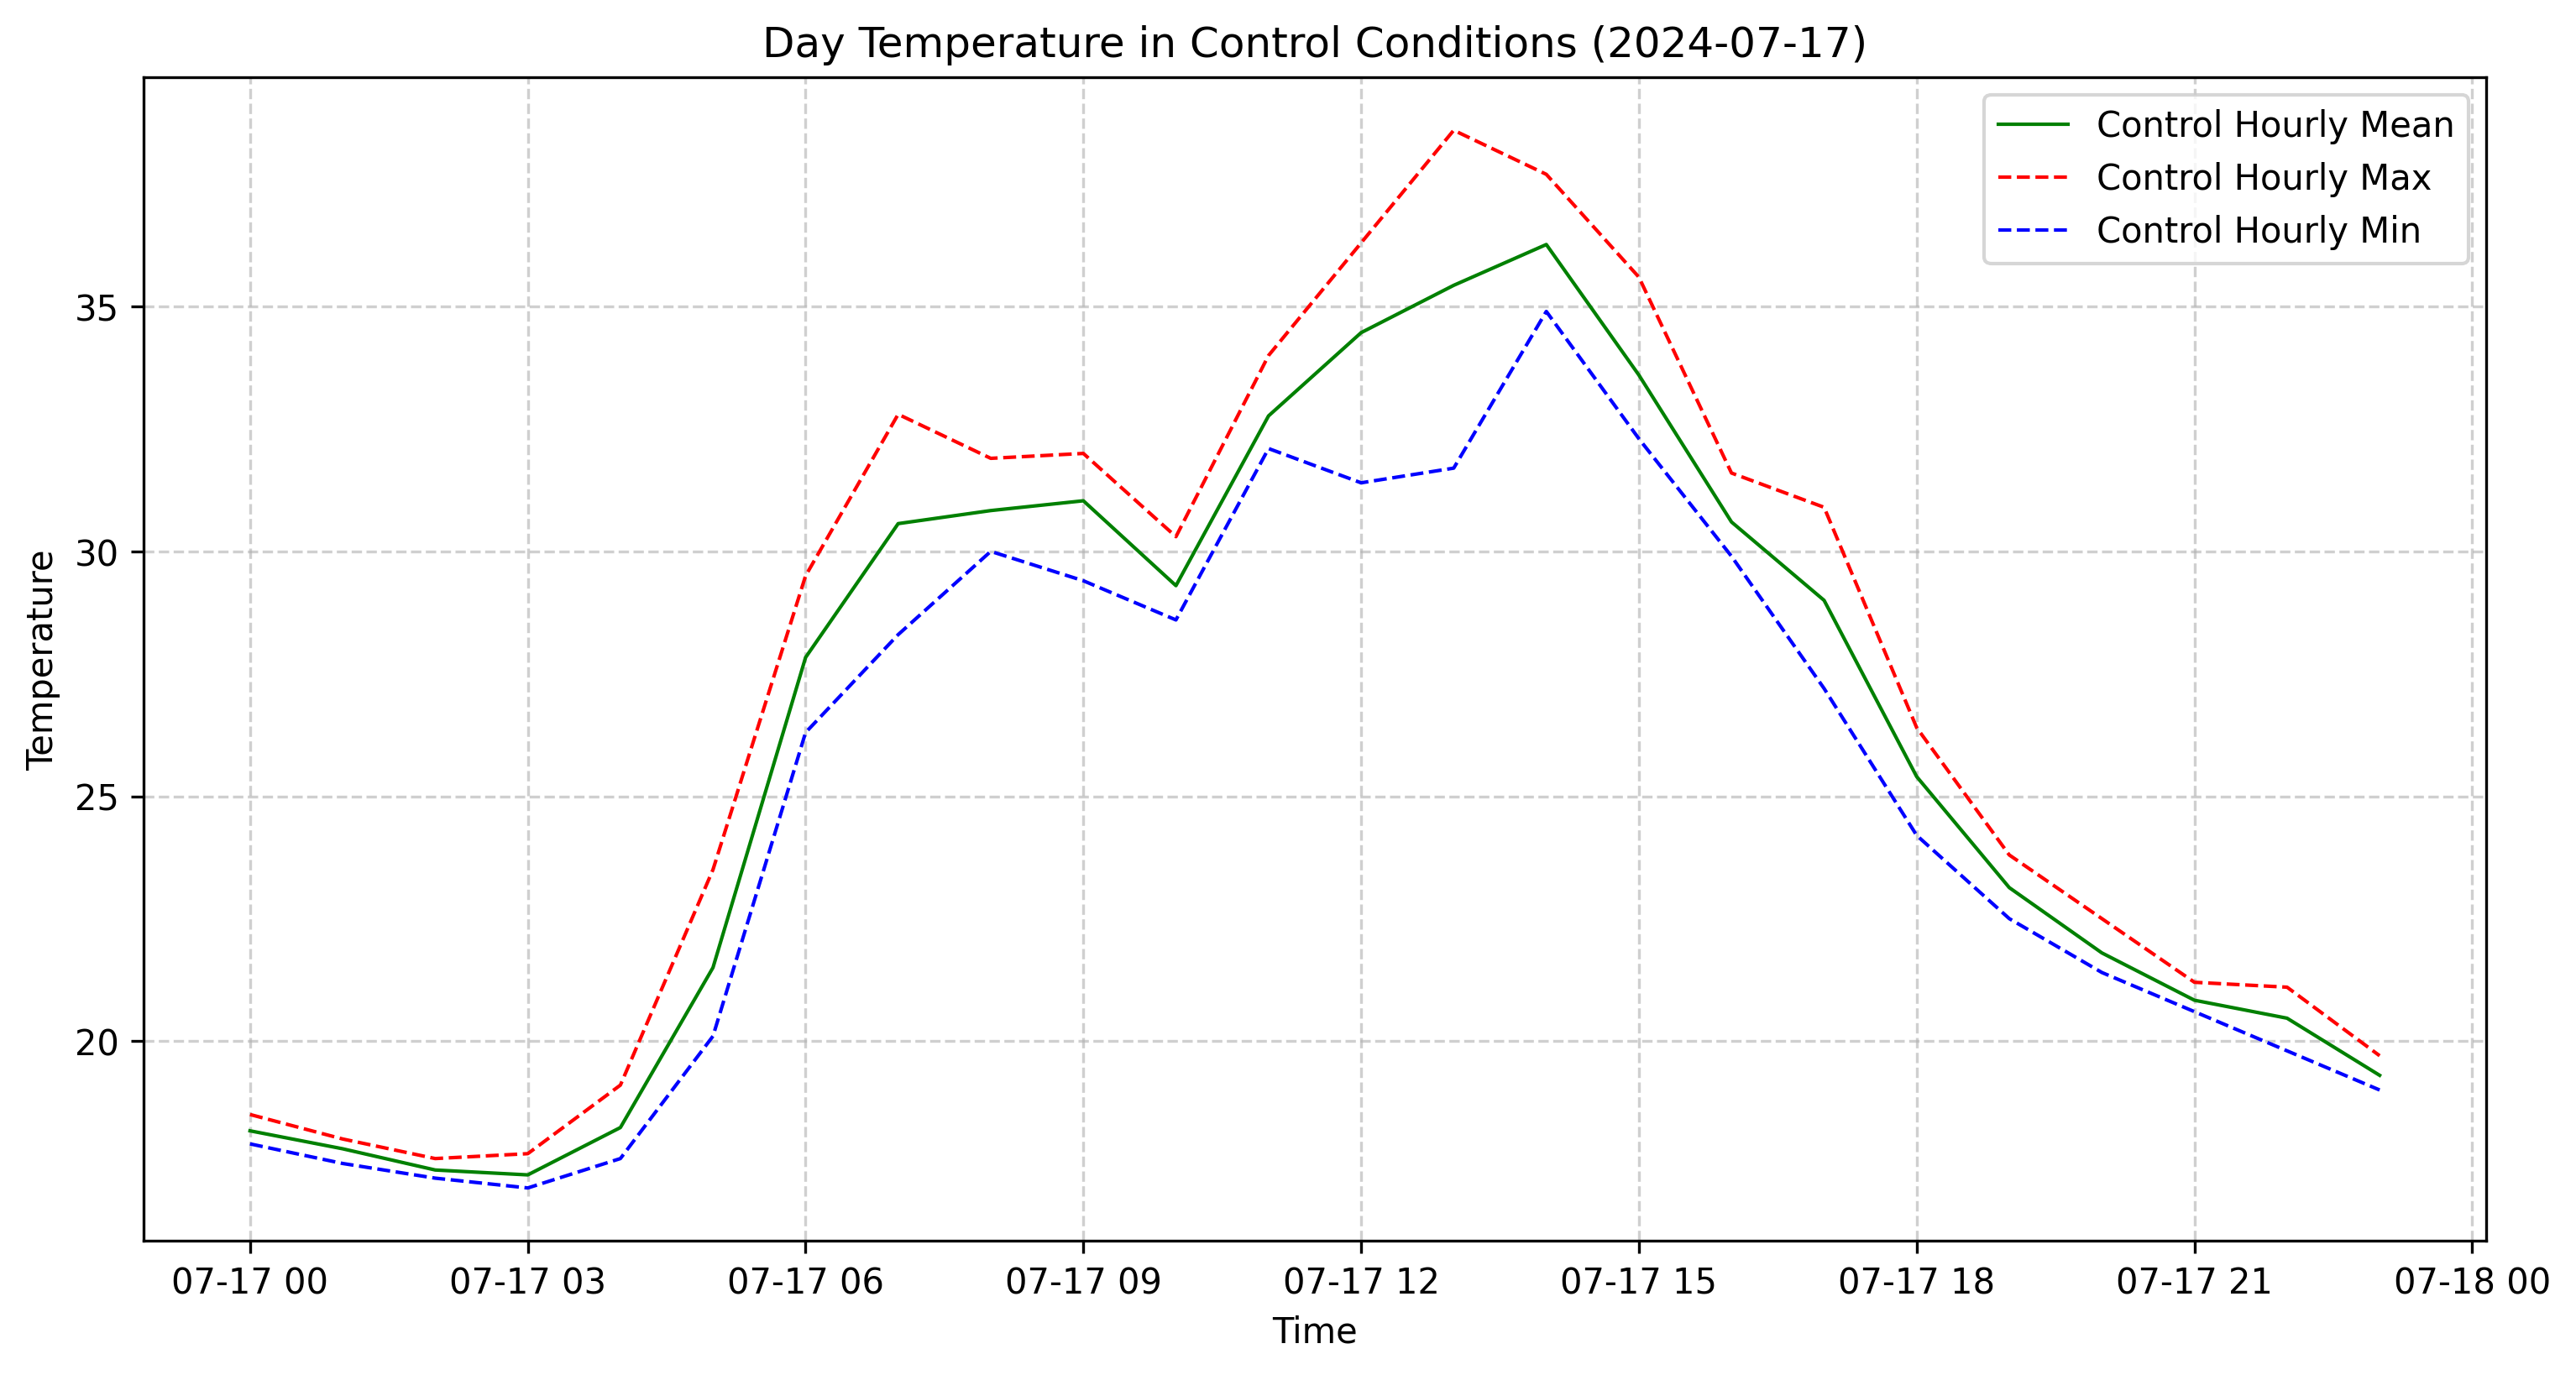 Day Temperature in Control Conditions (2024-07-17)
Control Hourly Mean
Control Hourly Max
Control Hourly Min
Temperature
35
30
25
20
07-17 00 07-17 03 07-17 06 07-17 09 07-17 12 07-17 15 07-17 18 07-17 21 07-18 00
Time